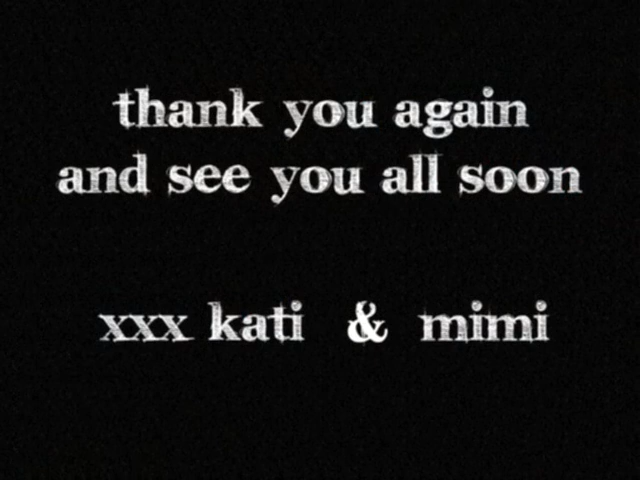 thank you again
and see you all soon
xxx kati & mimi